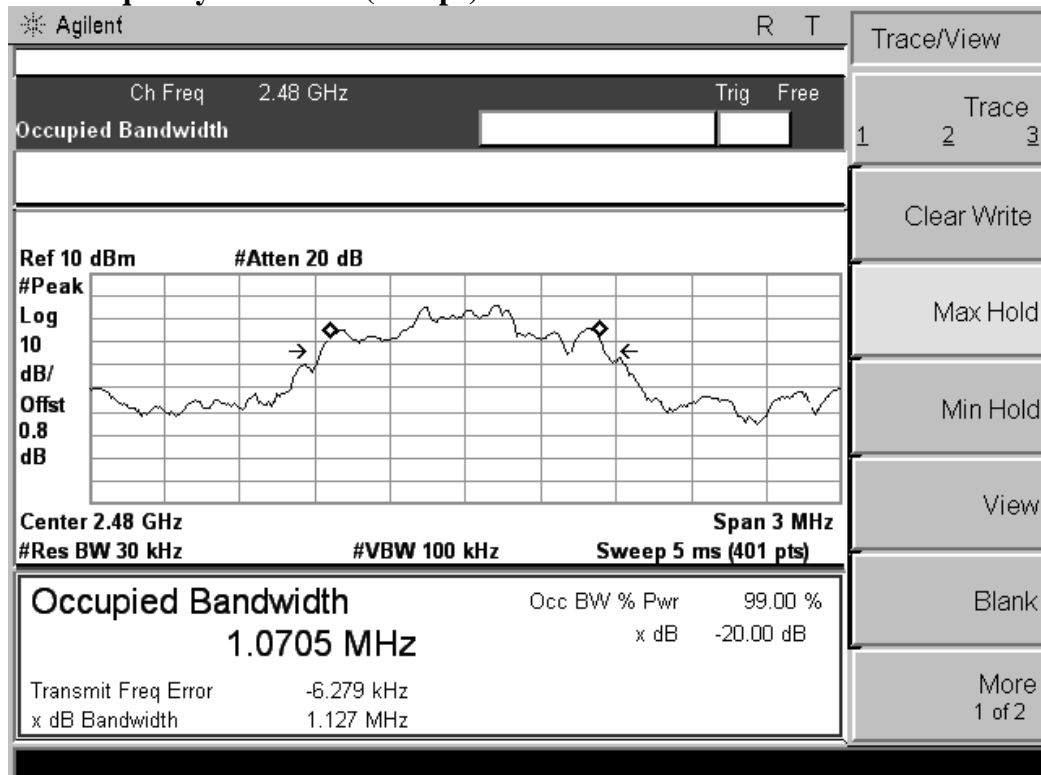 Agilent R T
Ch Freq 2.48 GHz Trig Free
Occupied Bandwidth
Ref 10 dBm #Atten 20 dB
#Peak
Log
10
dB/
Offst
0.8
dB
Center 2.48 GHz Span 3 MHz
#Res BW 30 kHz #VBW 100 kHz Sweep 5 ms (401 pts)
Occupied Bandwidth Occ BW % Pwr 99.00 %
1.0705 MHz x dB -20.00 dB
Transmit Freq Error -6.279 kHz
x dB Bandwidth 1.127 MHz
Trace/View
Trace
1 2 3
Clear Write
Max Hold
Min Hold
View
Blank
More
1 of 2